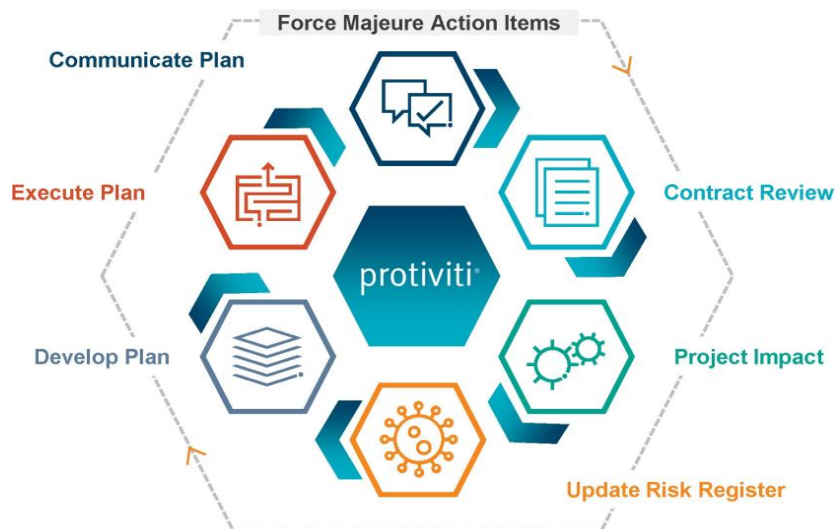 Force Majeure Action Items
Communicate Plan
Execute Plan
Contract Review
protiviti®
Develop Plan
Project Impact
Update Risk Register